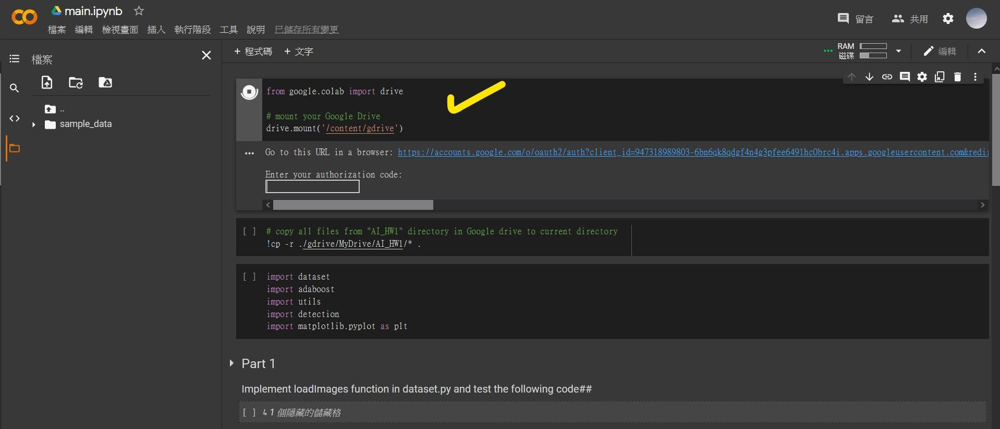 main.ipynb
檔案 編輯 檢視畫面 插入 執行階段 工具 說明 已儲存所有變更
留言 共用
檔案
+ 程式碼 + 文字
RAM
磁碟
編輯
..
sample_data
from google.colab import drive
# mount your Google Drive
drive.mount('/content/gdrive')
Go to this URL in a browser: https://accounts.google.com/o/oauth2/auth?client_id=947318989803-6bn6qk8qdgf4n4g3pfee6491hc0brc4i.apps.googleusercontent.com&redir
Enter your authorization code:
[ ] # copy all files from "AI_HW1" directory in Google drive to current directory
!cp -r ./gdrive/MyDrive/AI_HW1/* .
[ ] import dataset
import adaboost
import utils
import detection
import matplotlib.pyplot as plt
Part 1
Implement loadImages function in dataset.py and test the following code##
[ ] ↳ 1 個隱藏的儲藏格